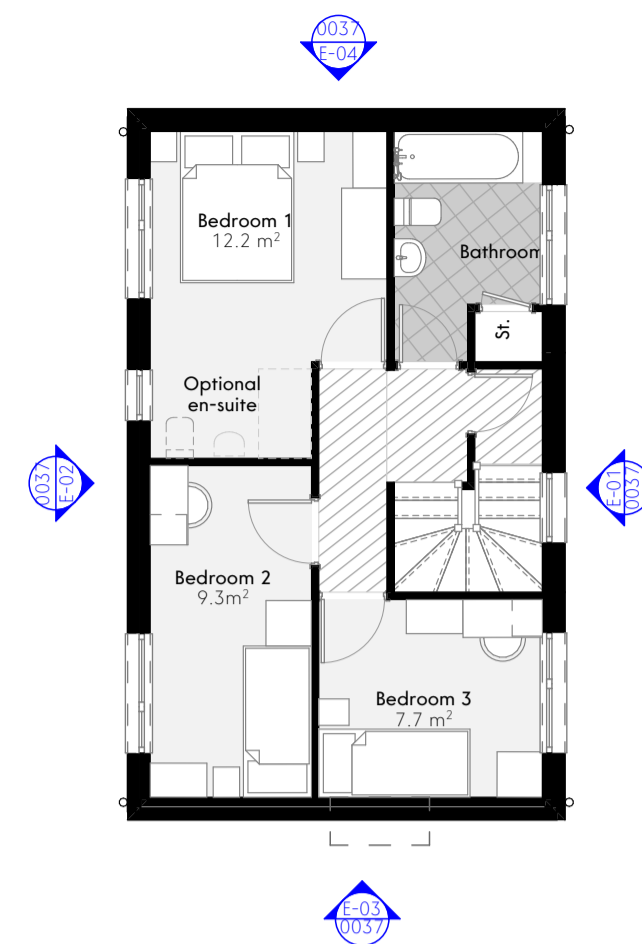 0037
E-04
Bedroom 1
12.2 m²
Bathroom
St.
Optional
en-suite
0037
E-02
E-01
0037
Bedroom 2
9.3m²
Bedroom 3
7.7 m²
E-03
0037